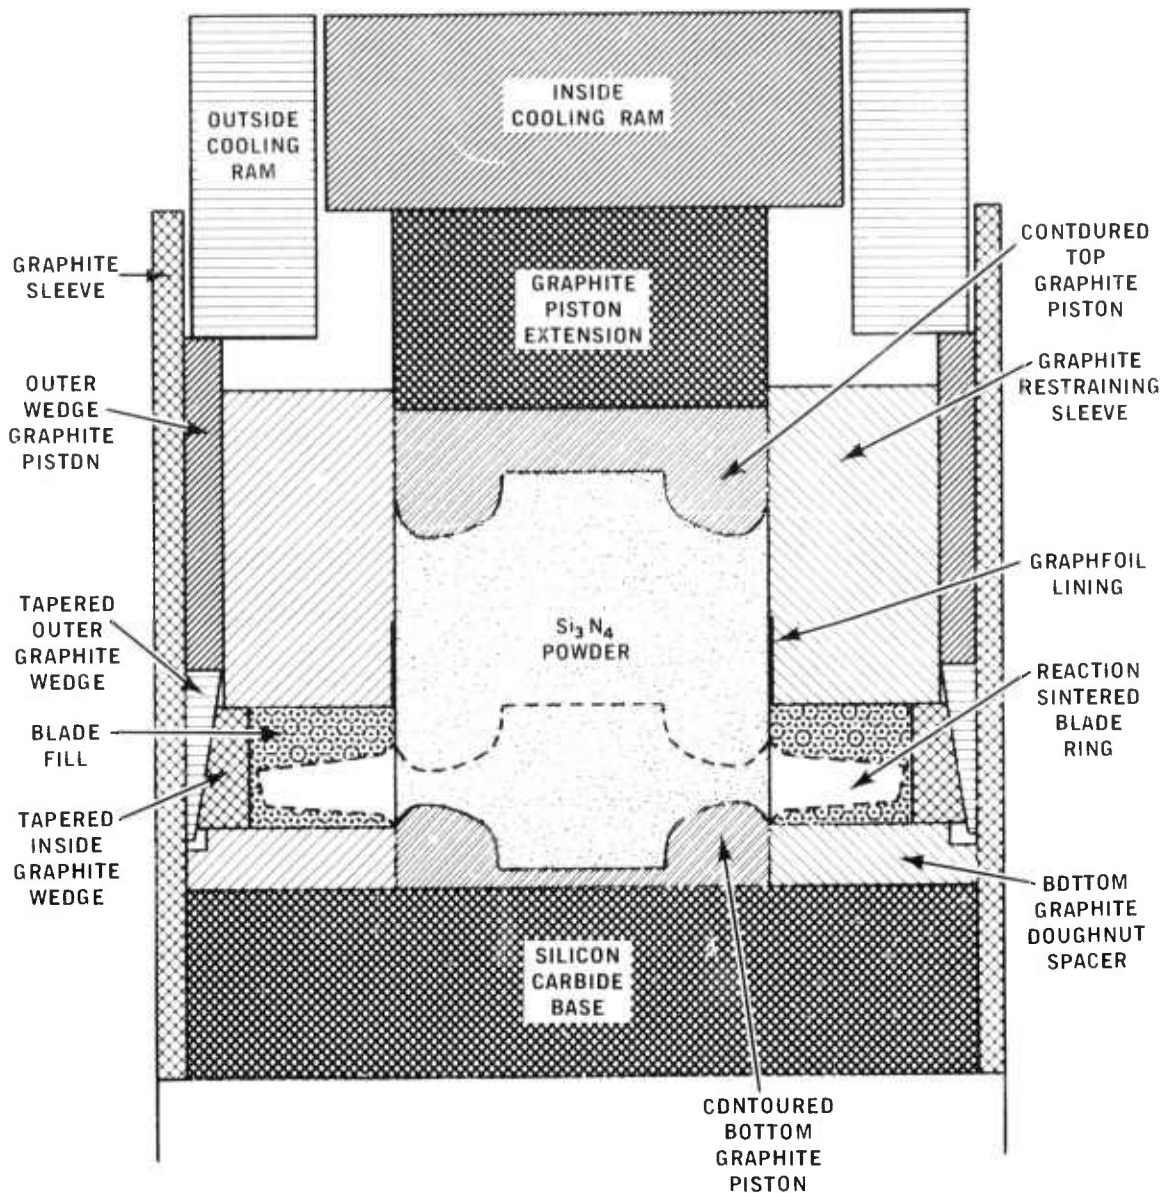 INSIDE
COOLING RAM
OUTSIDE
COOLING
RAM
GRAPHITE
SLEEVE
GRAPHITE
PISTON
EXTENSION
CONTDURED
TOP
GRAPHITE
PISTON
OUTER
WEDGE
GRAPHITE
PISTDN
GRAPHITE
RESTRAINING
SLEEVE
GRAPHFOIL
LINING
TAPERED
OUTER
GRAPHITE
WEDGE
Si₃ N₄
POWDER
REACTION
SINTERED
BLADE
RING
BLADE
FILL
TAPERED
INSIDE
GRAPHITE
WEDGE
BDTTOM
GRAPHITE
DOUGHNUT
SPACER
SILICON
CARBIDE
BASE
CDNTOURED
BOTTOM
GRAPHITE
PISTON